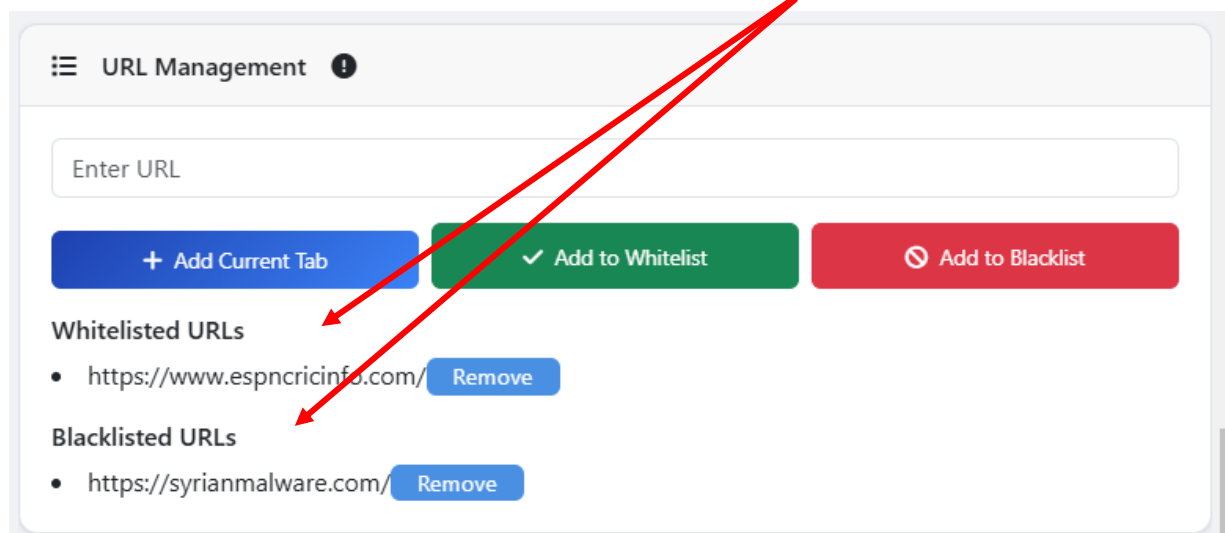 URL Management
Enter URL
+ Add Current Tab
Add to Whitelist
Add to Blacklist
Whitelisted URLs
• https://www.espncricinfo.com/ Remove
Blacklisted URLs
• https://syrianmalware.com/ Remove